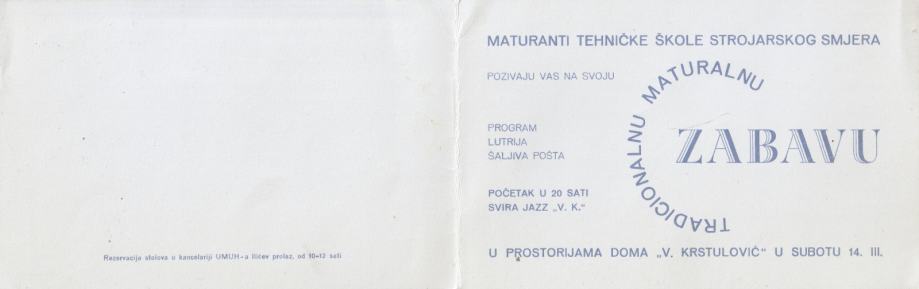 Rezervacija stolova u kancelariji UMUH-a Ilićev prolaz, od 10–12 sati
MATURANTI TEHNIČKE ŠKOLE STROJARSKOG SMJERA
POZIVAJU VAS NA SVOJU
TRADICIONALNU MATURALNU
ZABAVU
PROGRAM
LUTRIJA
ŠALJIVA POŠTA
POČETAK U 20 SATI
SVIRA JAZZ „V. K.“
U PROSTORIJAMA DOMA „V. KRSTULOVIĆ“ U SUBOTU 14. III.